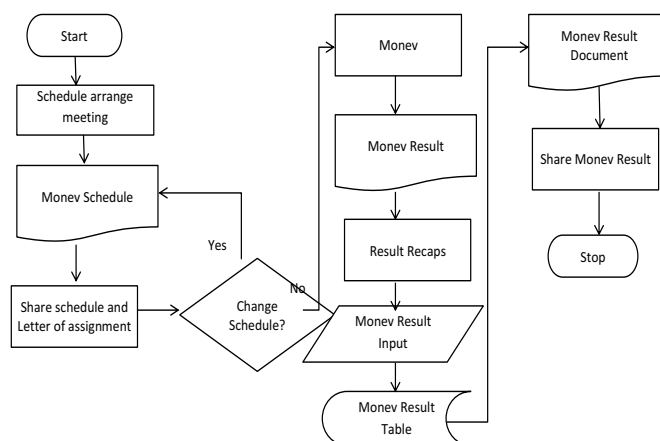 Start
Schedule arrange
meeting
Monev Schedule
Share schedule and
Letter of assignment
Yes
Change
Schedule?
No
Monev
Monev Result
Result Recaps
Monev Result
Input
Monev Result
Table
Monev Result
Document
Share Monev Result
Stop